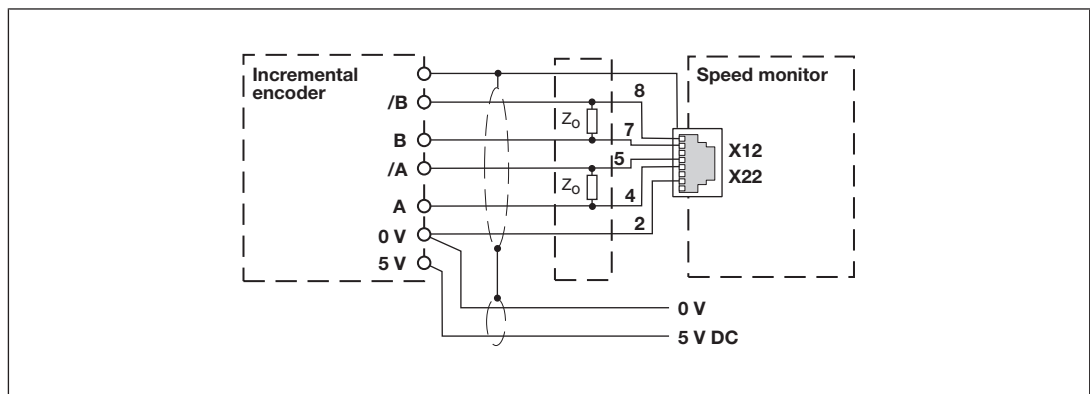 Incremental
encoder
Speed monitor
/B
8
Z₀
B
7
/A
5
X12
X22
Z₀
4
A
2
0 V
5 V
0 V
5 V DC